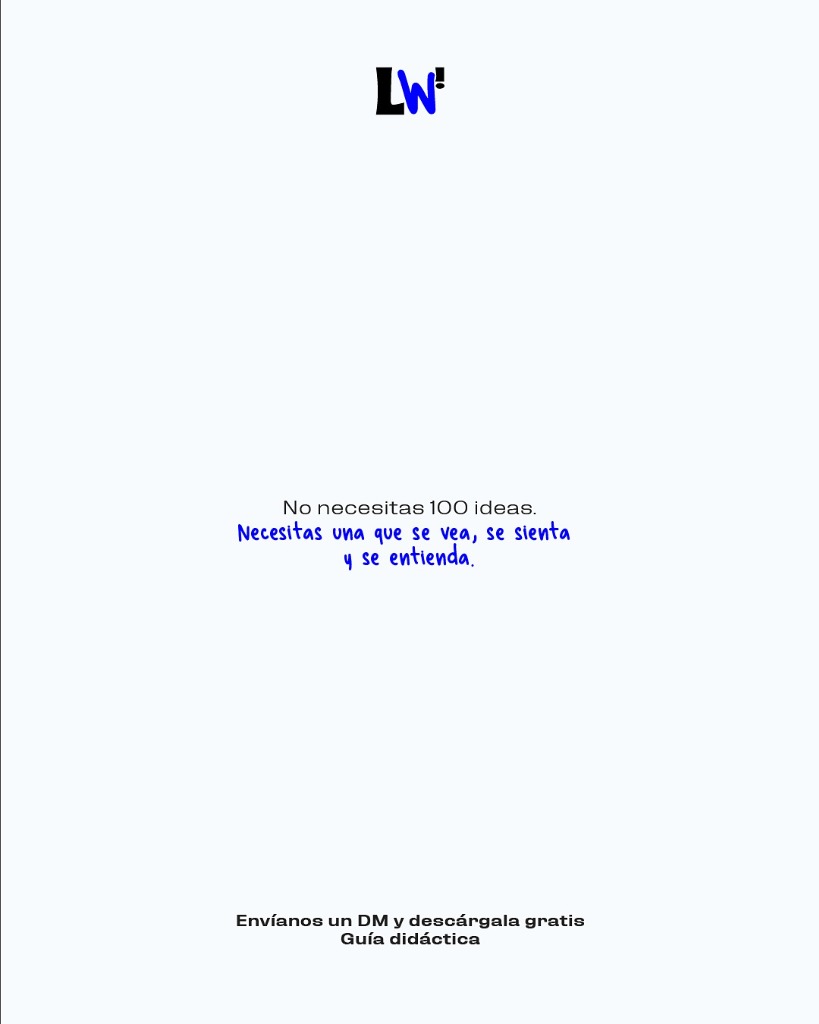 LW!
No necesitas 100 ideas.
Necesitas una que se vea, se sienta
y se entienda.
Envíanos un DM y descárgala gratis
Guía didáctica